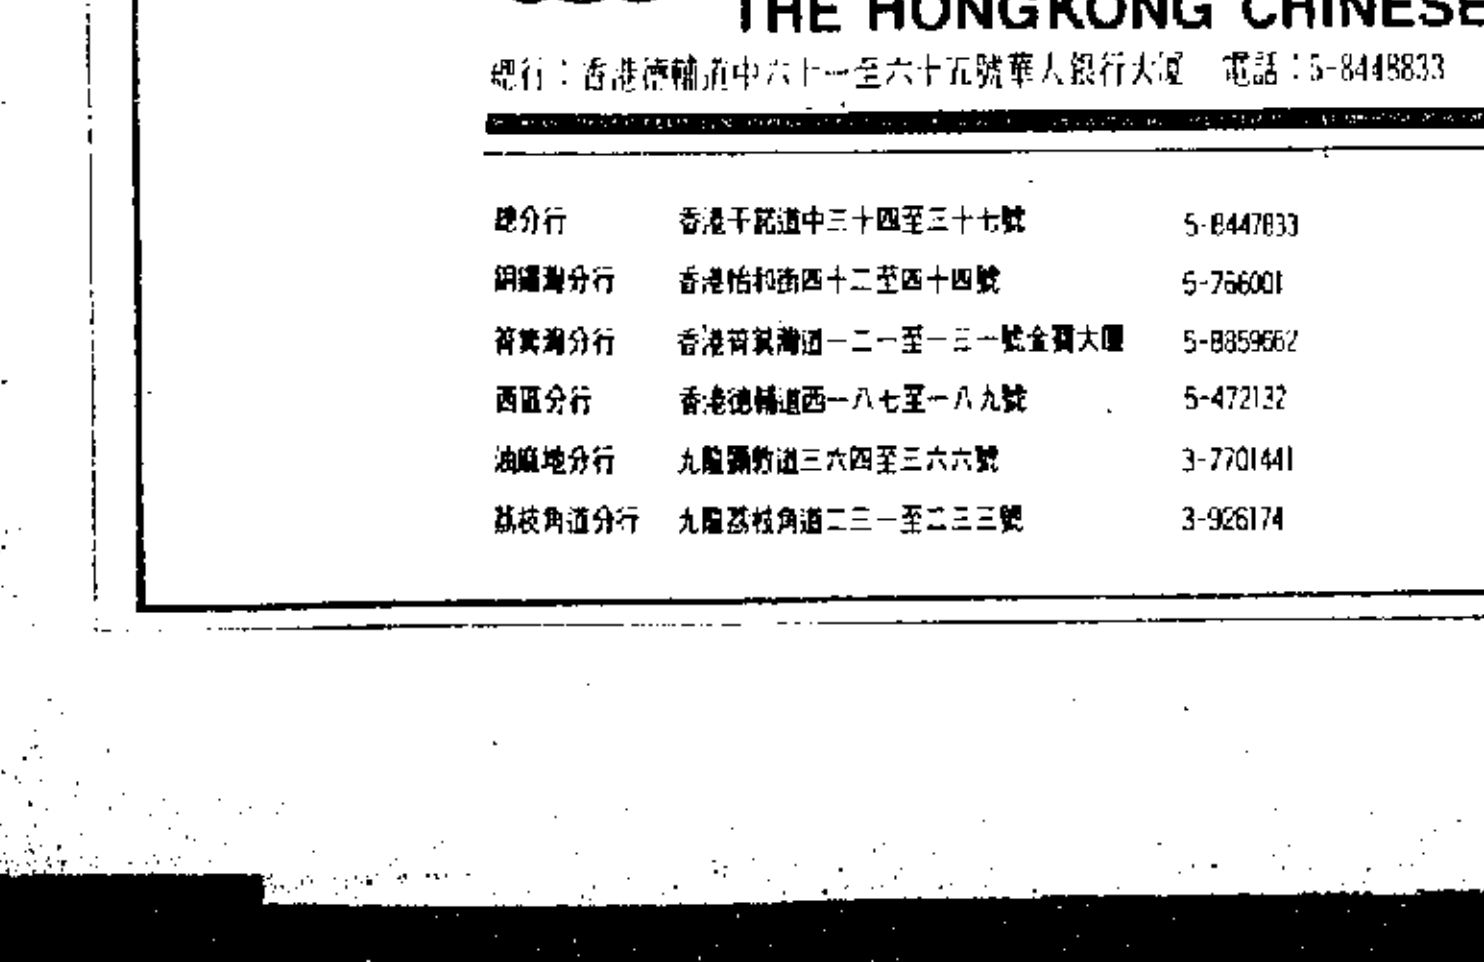 THE HONGKONG CHINESE
總行：香港德輔道中六十一至六十五號華人銀行大廈 電話：5-8448833
總分行 香港干諾道中三十四至三十七號 5-8447833
銅鑼灣分行 香港怡和街四十二至四十四號 5-766001
筲箕灣分行 香港筲箕灣道一二一至一三一號金獅大廈 5-8859662
西區分行 香港德輔道西一八七至一八九號 5-472132
油麻地分行 九龍彌敦道三六四至三六六號 3-7701441
荔枝角道分行 九龍荔枝角道二三一至二三三號 3-926174